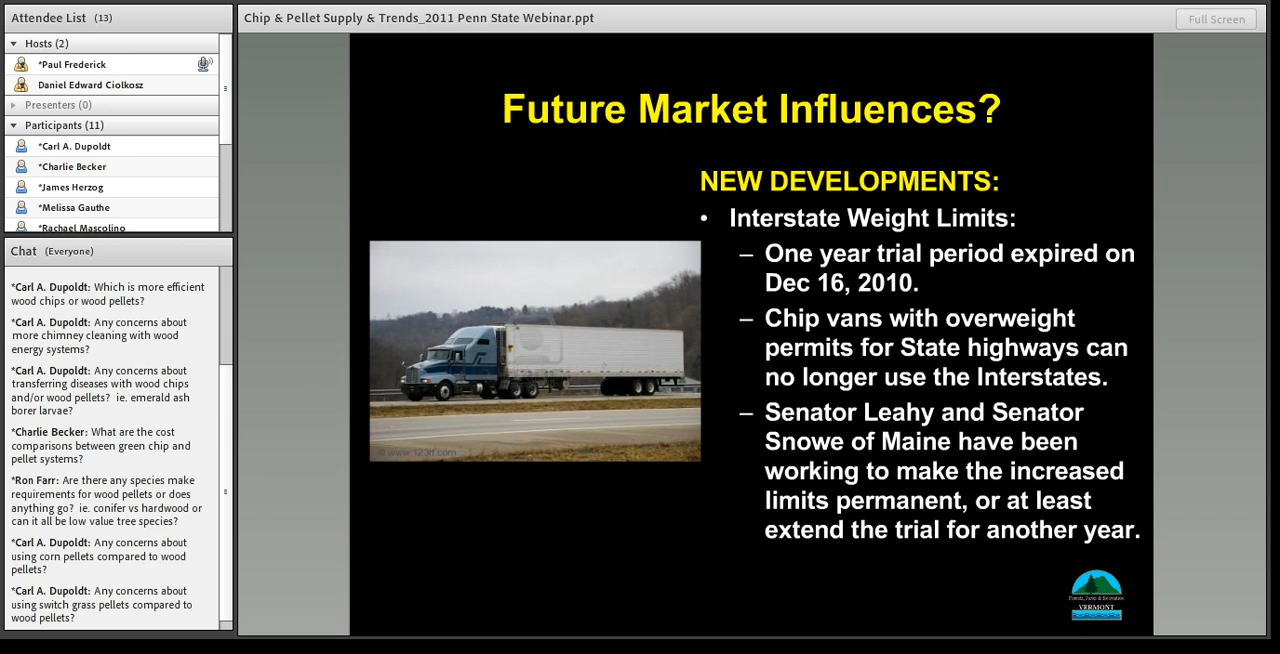 Attendee List (13)
Hosts (2)
*Paul Frederick
Daniel Edward Ciolkosz
Presenters (0)
Participants (11)
*Carl A. Dupoldt
*Charlie Becker
*James Herzog
*Melissa Gauthe
*Rachael Mascolino
Chat (Everyone)
*Carl A. Dupoldt: Which is more efficient
wood chips or wood pellets?
*Carl A. Dupoldt: Any concerns about
more chimney cleaning with wood
energy systems?
*Carl A. Dupoldt: Any concerns about
transferring diseases with wood chips
and/or wood pellets? ie. emerald ash
borer larvae?
*Charlie Becker: What are the cost
comparisons between green chip and
pellet systems?
*Ron Farr: Are there any species make
requirements for wood pellets or does
anything go? ie. conifer vs hardwood or
can it all be low value tree species?
*Carl A. Dupoldt: Any concerns about
using corn pellets compared to wood
pellets?
*Carl A. Dupoldt: Any concerns about
using switch grass pellets compared to
wood pellets?
Chip & Pellet Supply & Trends_2011 Penn State Webinar.ppt
Full Screen
Future Market Influences?
NEW DEVELOPMENTS:
• Interstate Weight Limits:
– One year trial period expired on
Dec 16, 2010.
– Chip vans with overweight
permits for State highways can
no longer use the Interstates.
– Senator Leahy and Senator
Snowe of Maine have been
working to make the increased
limits permanent, or at least
extend the trial for another year.
© www.123rf.com
Forests, Parks & Recreation
VERMONT